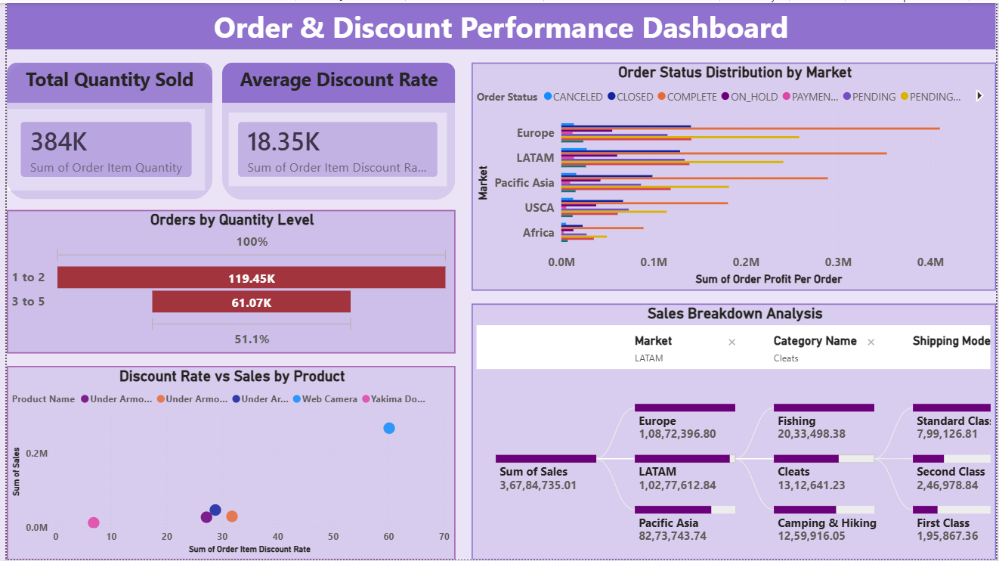 Order & Discount Performance Dashboard
Total Quantity Sold
384K
Sum of Order Item Quantity
Average Discount Rate
18.35K
Sum of Order Item Discount Ra...
Orders by Quantity Level
100%
1 to 2
119.45K
3 to 5
61.07K
51.1%
Discount Rate vs Sales by Product
Product Name Under Armo... Under Armo... Under Ar... Web Camera Yakima Do...
Sum of Sales
0.2M
0.0M
0 10 20 30 40 50 60 70
Sum of Order Item Discount Rate
Order Status Distribution by Market
Order Status CANCELED CLOSED COMPLETE ON_HOLD PAYMEN... PENDING PENDING...
Market
Europe
LATAM
Pacific Asia
USCA
Africa
0.0M 0.1M 0.2M 0.3M 0.4M
Sum of Order Profit Per Order
Sales Breakdown Analysis
Market Category Name Shipping Mode
LATAM Cleats
Europe Fishing Standard Clas
1,08,72,396.80 20,33,498.38 7,99,126.81
Sum of Sales LATAM Cleats Second Class
3,67,84,735.01 1,02,77,612.84 13,12,641.23 2,46,978.84
Pacific Asia Camping & Hiking First Class
82,73,743.74 12,59,916.05 1,95,867.36